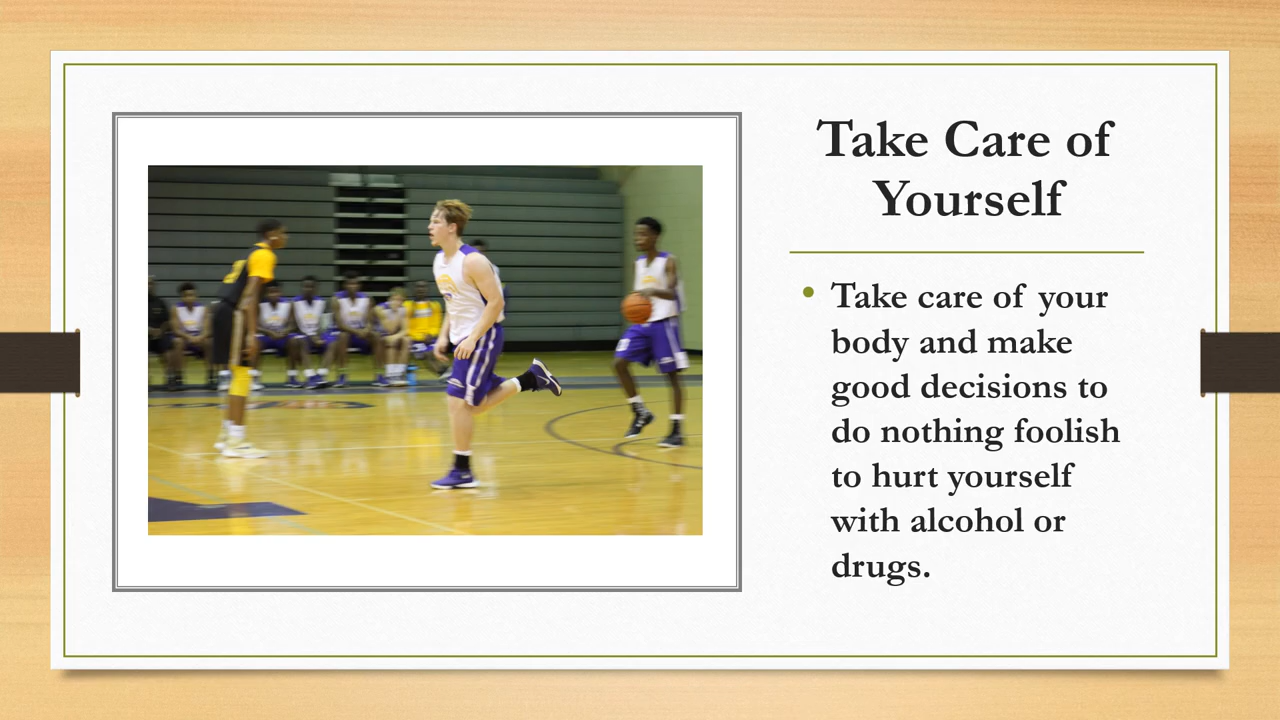 Take Care of
Yourself
• Take care of your
body and make
good decisions to
do nothing foolish
to hurt yourself
with alcohol or
drugs.